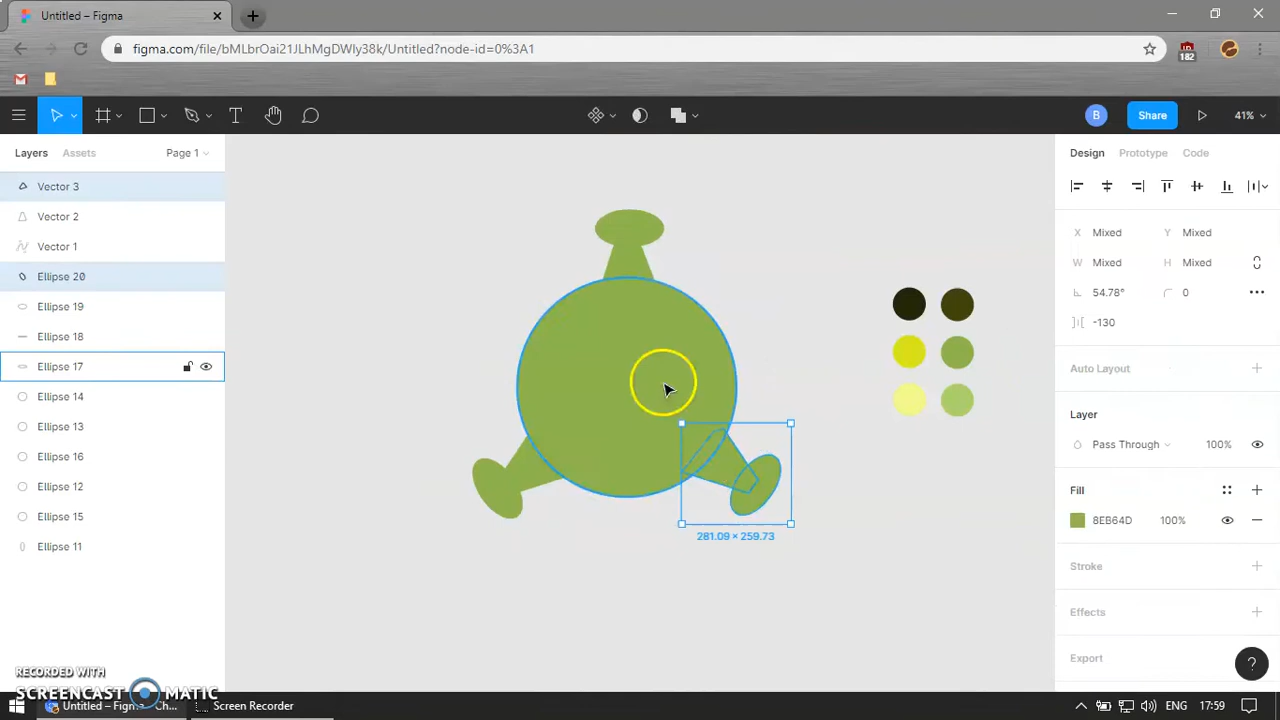 Untitled – Figma
figma.com/file/bMLbrOai21JLhMgDWly38k/Untitled?node-id=0%3A1
182
B
Share
41%
Layers
Assets
Page 1
Design
Prototype
Code
Vector 3
Vector 2
Vector 1
Ellipse 20
Ellipse 19
Ellipse 18
Ellipse 17
Ellipse 14
Ellipse 13
Ellipse 16
Ellipse 12
Ellipse 15
Ellipse 11
281.09 × 259.73
X Mixed Y Mixed
W Mixed H Mixed
54.78° 0
-130
Auto Layout
Layer
Pass Through 100%
Fill
8EB64D 100%
Stroke
Effects
Export
?
RECORDED WITH
SCREENCAST MATIC
Untitled – Figma - Ch...
Screen Recorder
ENG
17:59